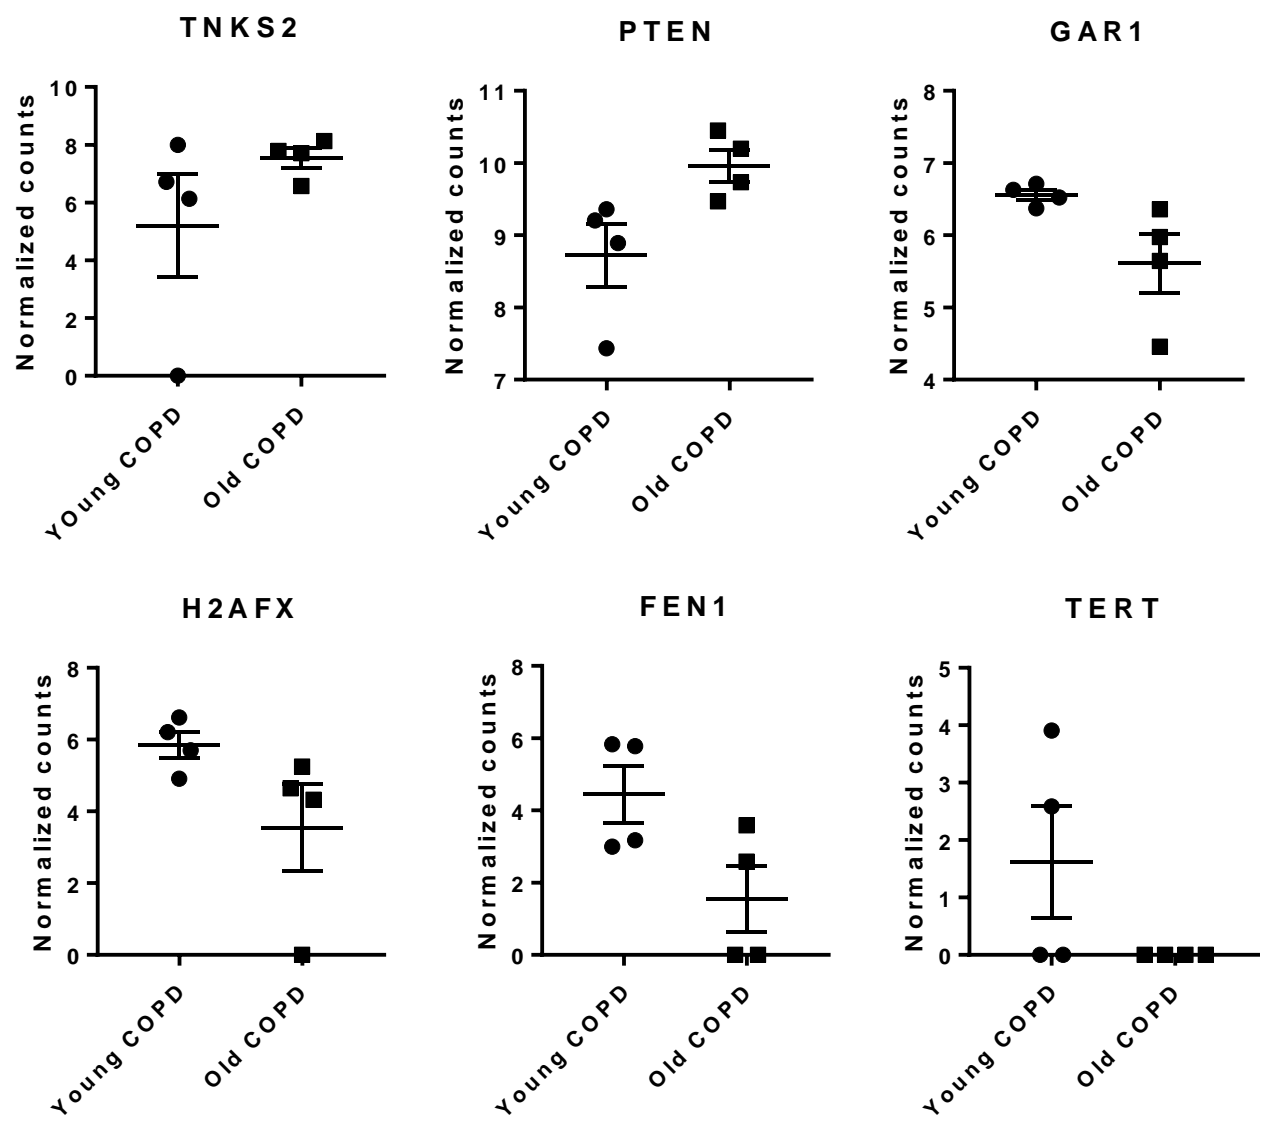 TNKS2
Normalized counts
10
8
6
4
2
0
YOung COPD
Old COPD
PTEN
Normalized counts
11
10
9
8
7
Young COPD
Old COPD
GAR1
Normalized counts
8
7
6
5
4
Young COPD
Old COPD
H2AFX
Normalized counts
8
6
4
2
0
Young COPD
Old COPD
FEN1
Normalized counts
8
6
4
2
0
Young COPD
Old COPD
TERT
Normalized counts
5
4
3
2
1
0
Young COPD
Old COPD